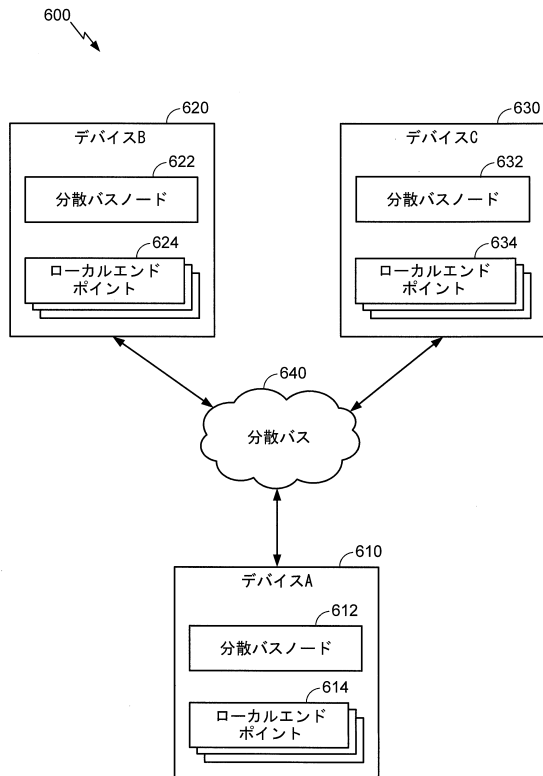 600
620
デバイスB
622
分散バスノード
624
ローカルエンド
ポイント
630
デバイスC
632
分散バスノード
634
ローカルエンド
ポイント
640
分散バス
610
デバイスA
612
分散バスノード
614
ローカルエンド
ポイント